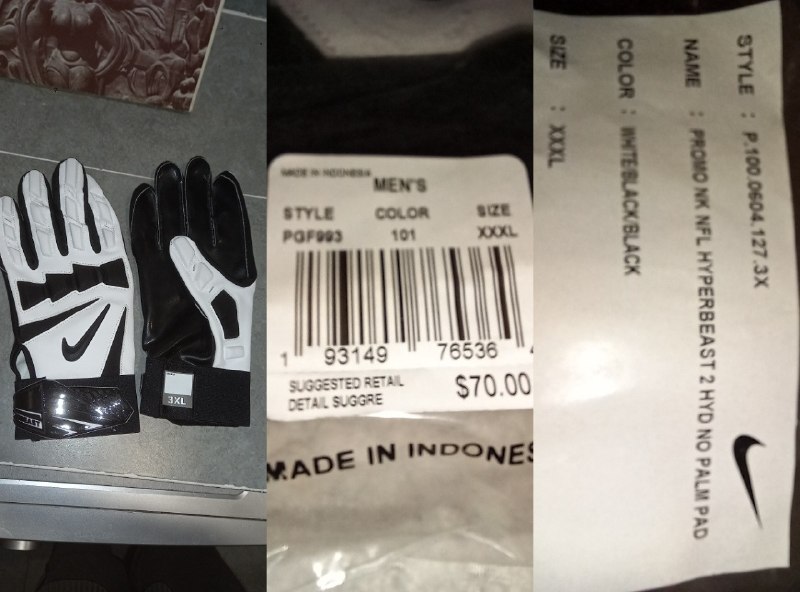 3XL
MADE IN INDONESIA
MEN'S
STYLE COLOR SIZE
PGF993 101 XXXL
1 93149 76536
SUGGESTED RETAIL
DETAIL SUGGRE
$70.00
MADE IN INDONES
STYLE : P.100.0604.127.3X
NAME : PROMO NK NFL HYPERBEAST 2 HYD NO PALM PAD
COLOR : WHITE/BLACK/BLACK
SIZE : XXXL